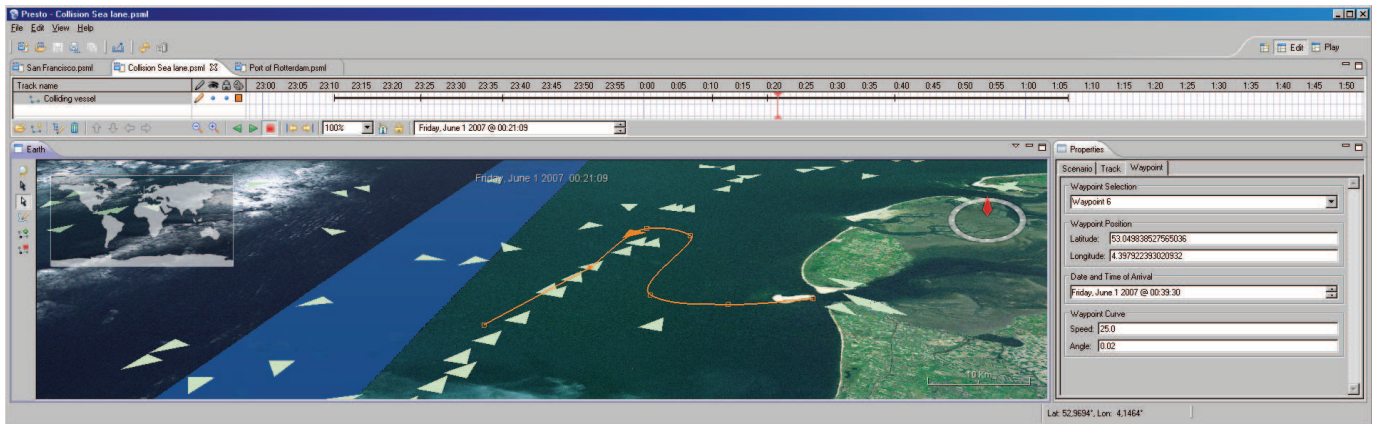 Presto - Collision Sea lane.psml
File Edit View Help
Edit Play
San Francisco.psml Collision Sea lane.psml Port of Rotterdam.psml
Track name 23:00 23:05 23:10 23:15 23:20 23:25 23:30 23:35 23:40 23:45 23:50 23:55 0:00 0:05 0:10 0:15 0:20 0:25 0:30 0:35 0:40 0:45 0:50 0:55 1:00 1:05 1:10 1:15 1:20 1:25 1:30 1:35 1:40 1:45 1:50
Colliding vessel
100% Friday, June 1 2007 @ 00:21:09
Earth
Friday, June 1 2007 00:21:09
10 Km
Properties
Scenario Track Waypoint
Waypoint Selection
Waypoint 6
Waypoint Position
Latitude: 53.049838527565036
Longitude: 4.397922393020932
Date and Time of Arrival
Friday, June 1 2007 @ 00:39:30
Waypoint Curve
Speed: 25.0
Angle: 0.02
Lat: 52,9694°, Lon: 4,1464°